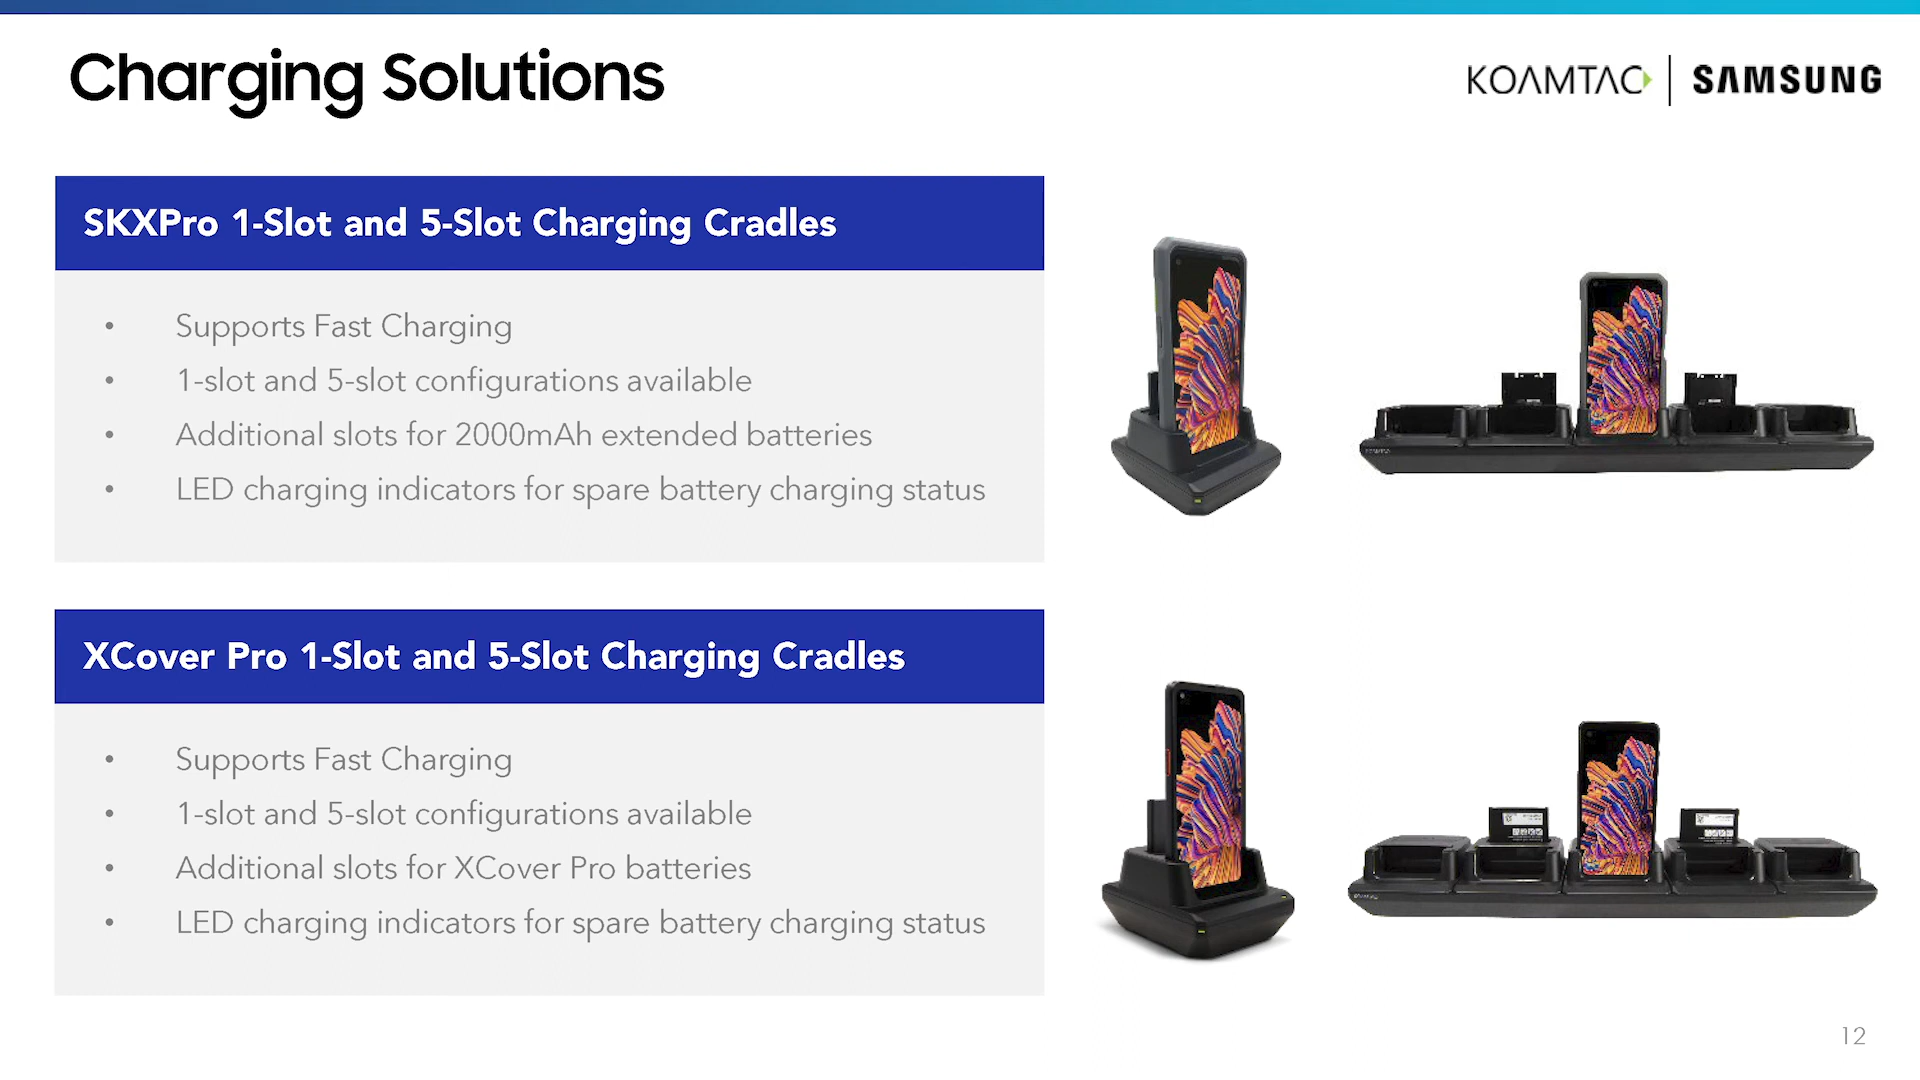 Charging Solutions
KOAMTAC | SAMSUNG
SKXPro 1-Slot and 5-Slot Charging Cradles
• Supports Fast Charging
• 1-slot and 5-slot configurations available
• Additional slots for 2000mAh extended batteries
• LED charging indicators for spare battery charging status
KOAMTAC
XCover Pro 1-Slot and 5-Slot Charging Cradles
• Supports Fast Charging
• 1-slot and 5-slot configurations available
• Additional slots for XCover Pro batteries
• LED charging indicators for spare battery charging status
12